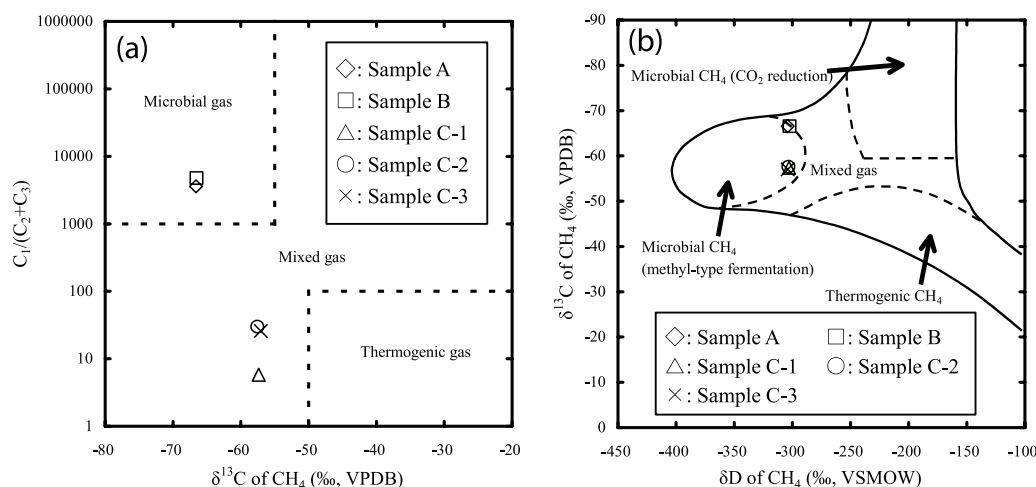 (a)
1000000
100000
10000
1000
100
10
1
C₁/(C₂+C₃)
Microbial gas
◇: Sample A
□: Sample B
△: Sample C-1
○: Sample C-2
×: Sample C-3
Mixed gas
Thermogenic gas
-80 -70 -60 -50 -40 -30 -20
δ¹³C of CH₄ (‰, VPDB)
(b)
-90
-80
-70
-60
-50
-40
-30
-20
-10
0
δ¹³C of CH₄ (‰, VPDB)
Microbial CH₄ (CO₂ reduction)
Mixed gas
Microbial CH₄
(methyl-type fermentation)
Thermogenic CH₄
◇: Sample A □: Sample B
△: Sample C-1 ○: Sample C-2
×: Sample C-3
-450 -400 -350 -300 -250 -200 -150 -100
δD of CH₄ (‰, VSMOW)